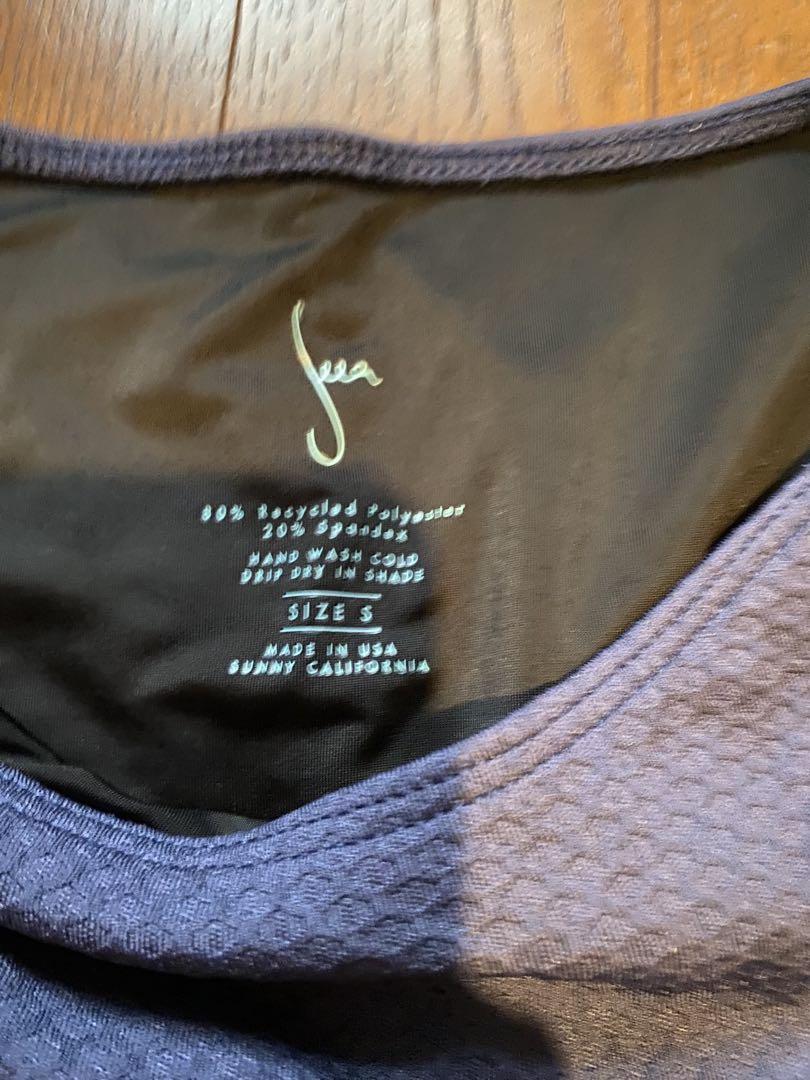 80% Recycled Polyester
20% Spandex
HAND WASH COLD
DRIP DRY IN SHADE
SIZE S
MADE IN USA
SUNNY CALIFORNIA